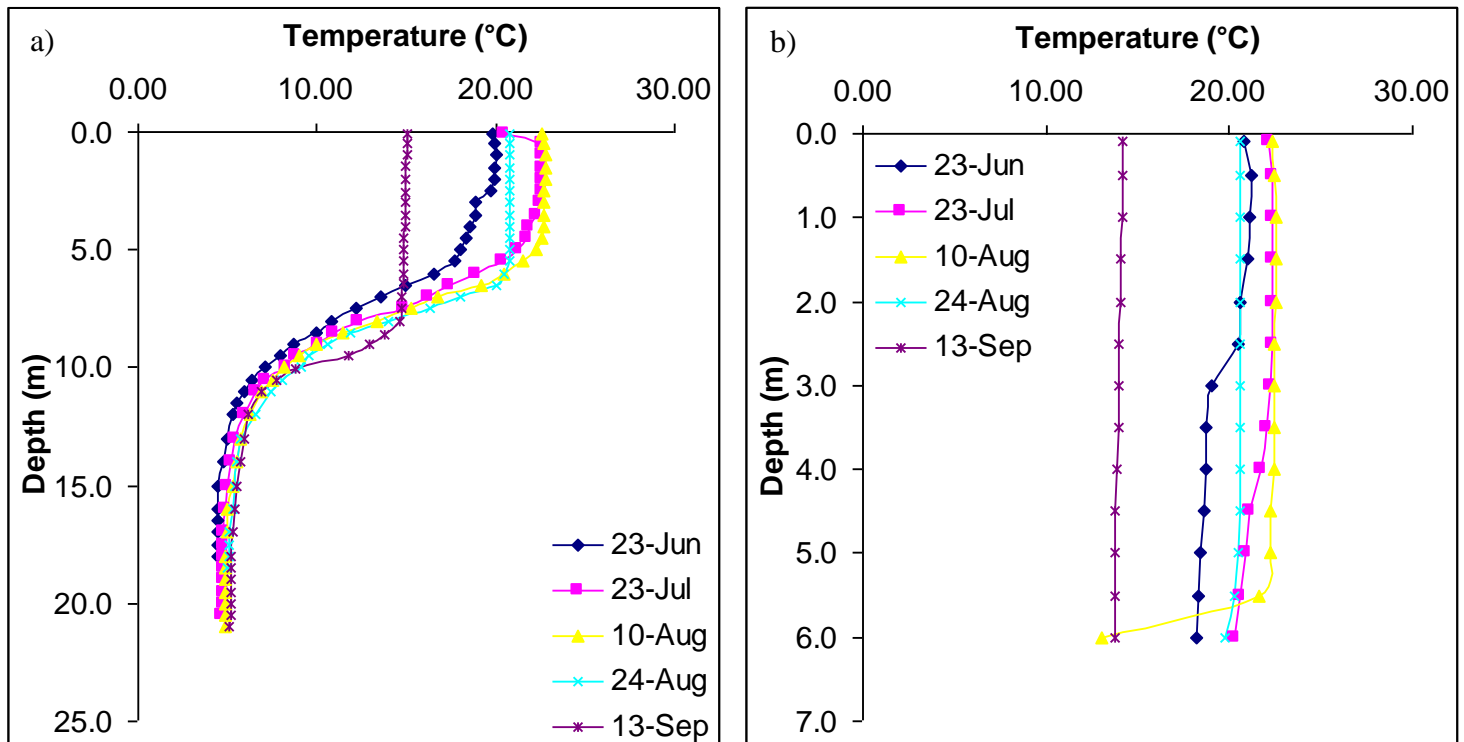 a)
Temperature (°C)
0.00 10.00 20.00 30.00
0.0
5.0
10.0
15.0
20.0
25.0
Depth (m)
23-Jun
23-Jul
10-Aug
24-Aug
13-Sep
b)
Temperature (°C)
0.00 10.00 20.00 30.00
0.0
1.0
2.0
3.0
4.0
5.0
6.0
7.0
Depth (m)
23-Jun
23-Jul
10-Aug
24-Aug
13-Sep